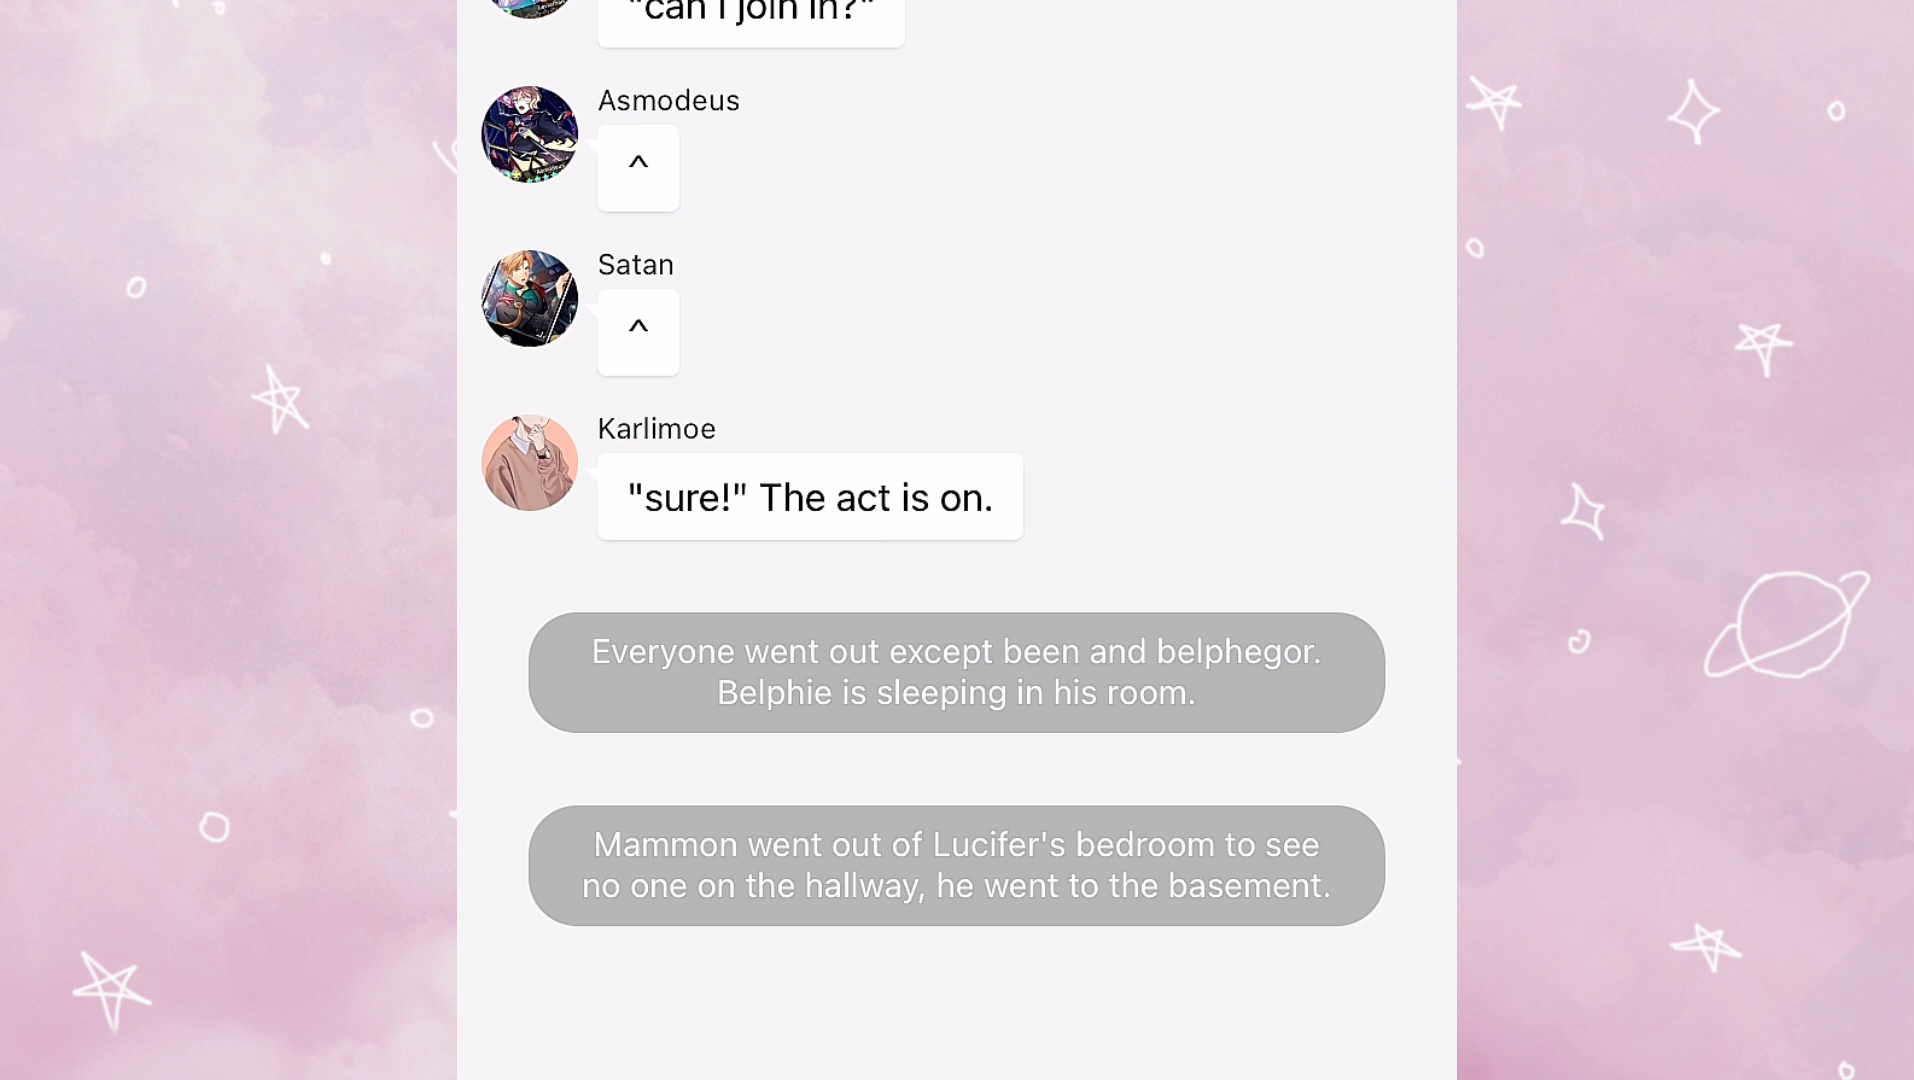 "can I join in?"
Asmodeus
^
Satan
^
Karlimoe
"sure!" The act is on.
Everyone went out except been and belphegor.
Belphie is sleeping in his room.
Mammon went out of Lucifer's bedroom to see
no one on the hallway, he went to the basement.